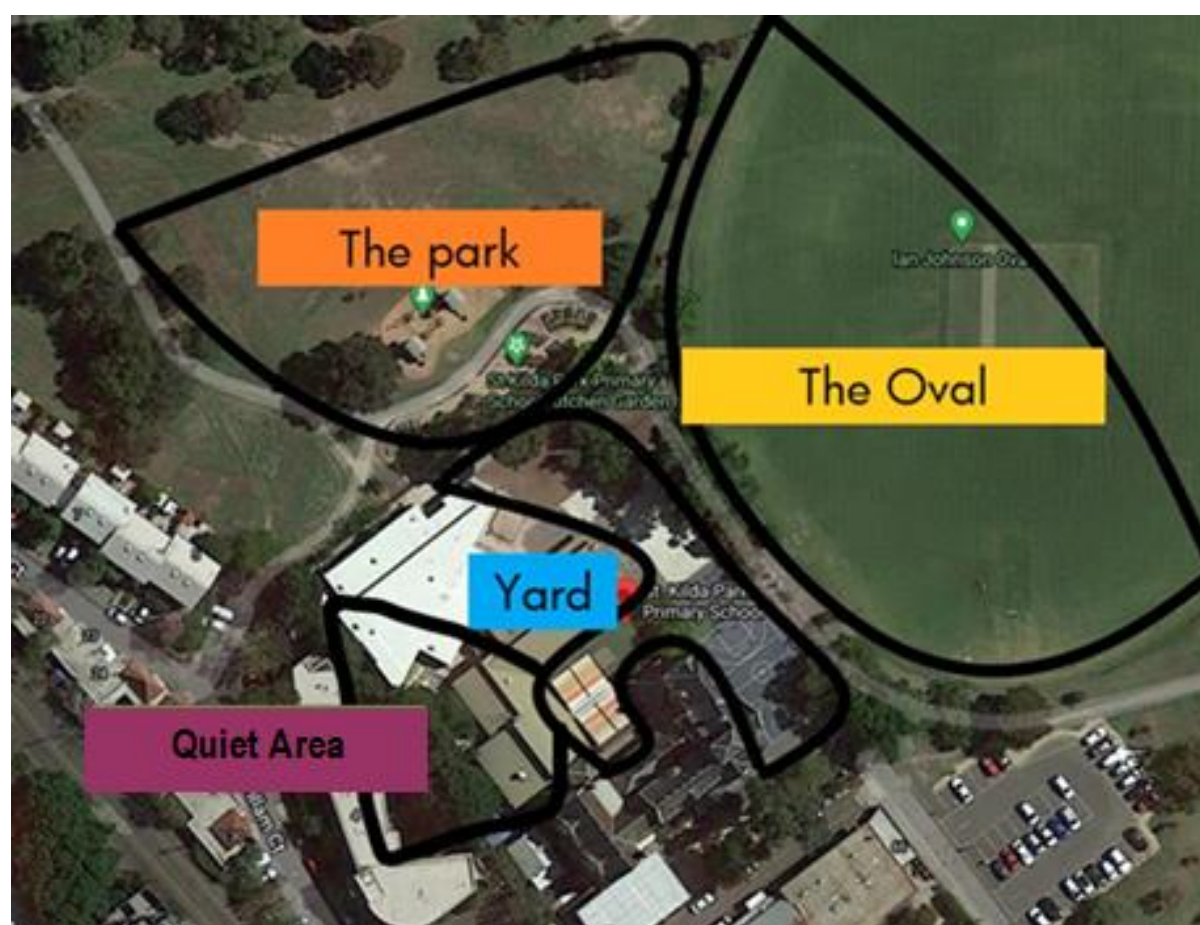 The park
Ian Johnson Oval
St Kilda Park Primary
School Kitchen Garden
The Oval
Yard
St. Kilda Park
Primary School
Quiet Area